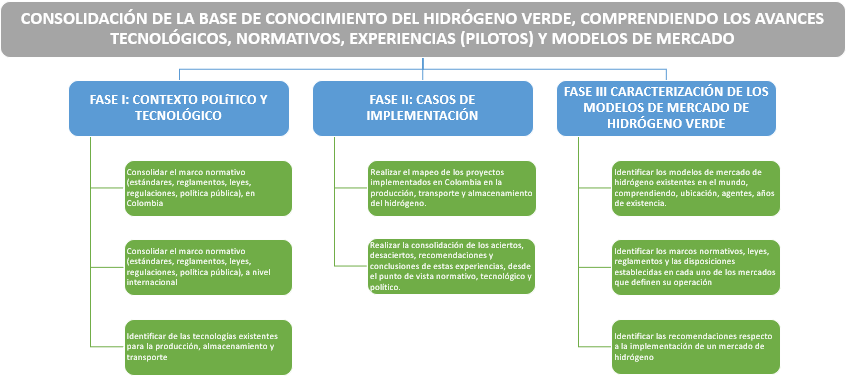 CONSOLIDACIÓN DE LA BASE DE CONOCIMIENTO DEL HIDRÓGENO VERDE, COMPRENDIENDO LOS AVANCES
TECNOLÓGICOS, NORMATIVOS, EXPERIENCIAS (PILOTOS) Y MODELOS DE MERCADO
FASE I: CONTEXTO POLíTICO Y
TECNOLÓGICO
Consolidar el marco normativo
(estándares, reglamentos, leyes,
regulaciones, política pública), en
Colombia
Consolidar el marco normativo
(estándares, reglamentos, leyes,
regulaciones, política pública), a nivel
internacional
Identificar de las tecnologías existentes
para la producción, almacenamiento y
transporte
FASE II: CASOS DE
IMPLEMENTACIÓN
Realizar el mapeo de los proyectos
implementados en Colombia en la
producción, transporte y almacenamiento
del hidrógeno.
Realizar la consolidación de los aciertos,
desaciertos, recomendaciones y
conclusiones de estas experiencias, desde
el punto de vista normativo, tecnológico y
político.
FASE III CARACTERIZACIÓN DE LOS
MODELOS DE MERCADO DE
HIDRÓGENO VERDE
Identificar los modelos de mercado de
hidrógeno existentes en el mundo,
comprendiendo, ubicación, agentes, años
de existencia.
Identificar los marcos normativos, leyes,
reglamentos y las disposiciones
establecidas en cada uno de los mercados
que definen su operación
Identificar las recomendaciones respecto
a la implementación de un mercado de
hidrógeno